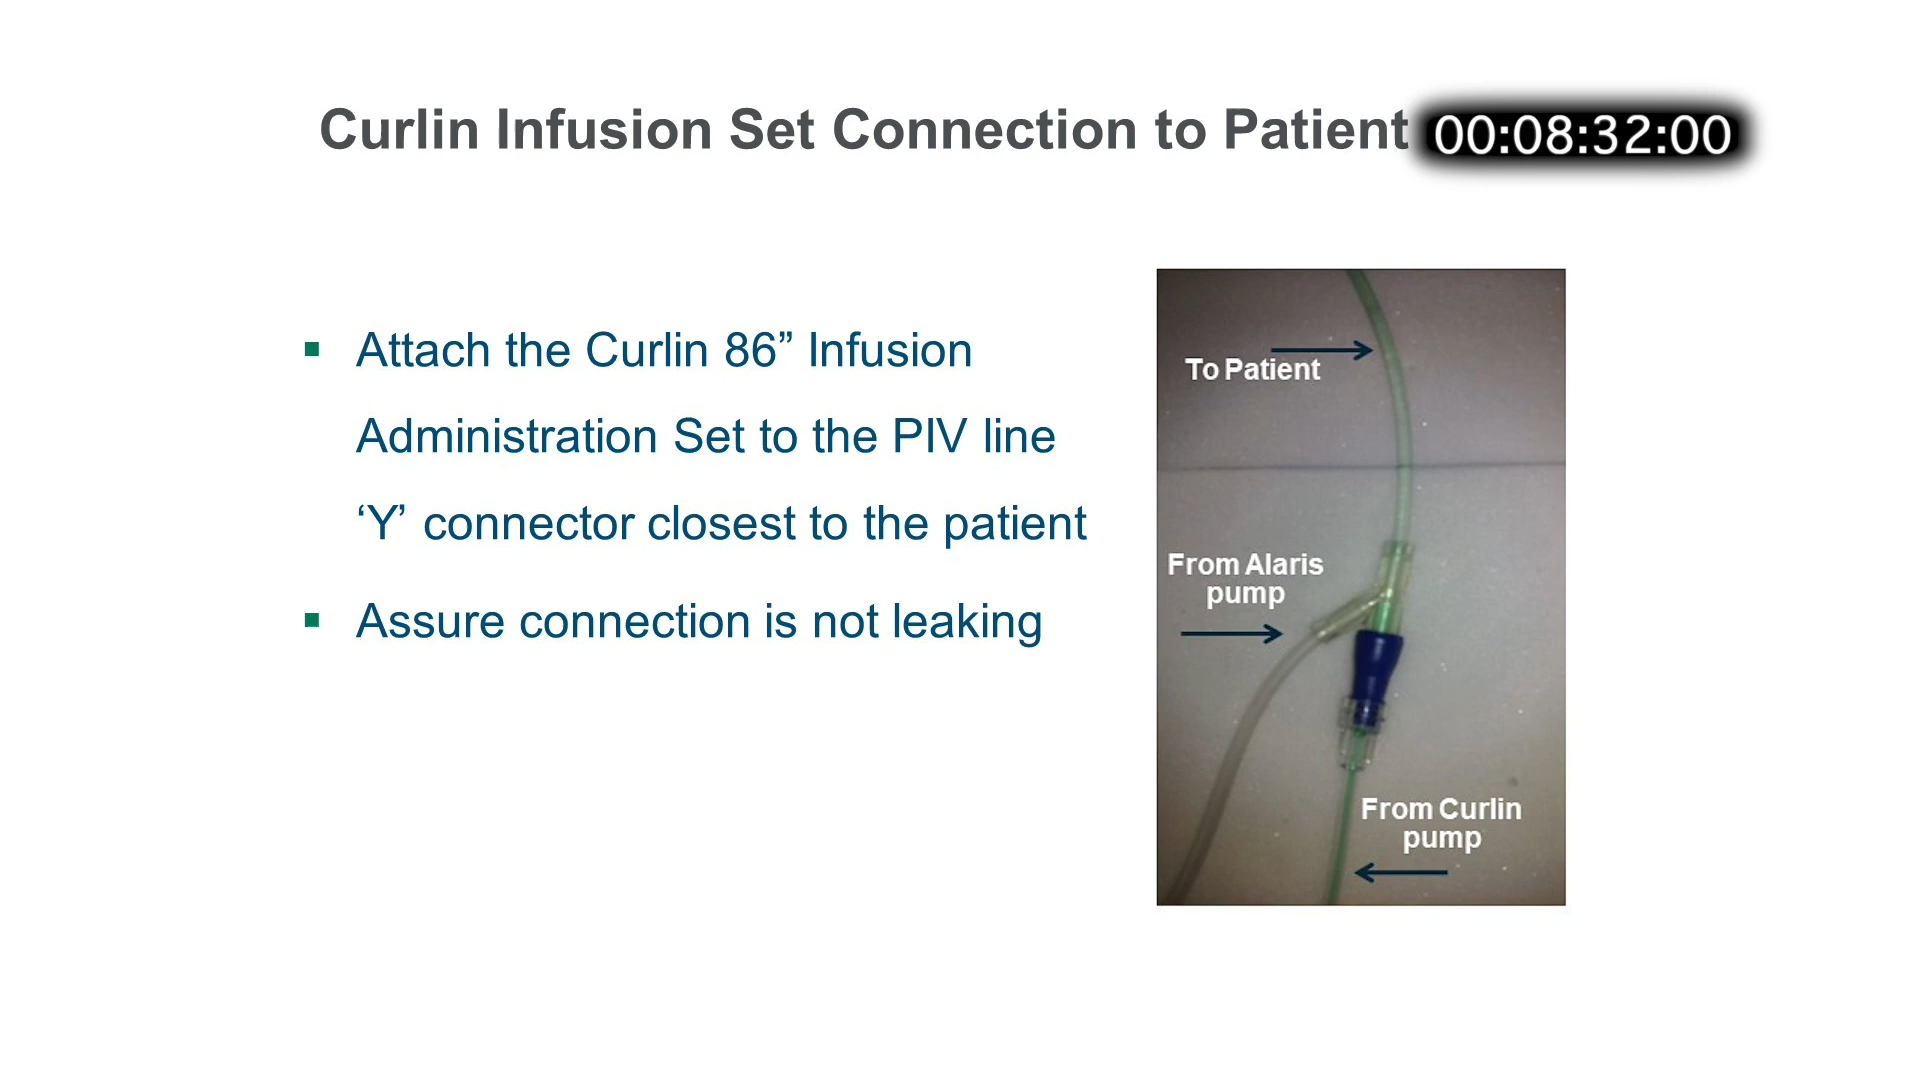 Curlin Infusion Set Connection to Patient 00:08:32:00
▪ Attach the Curlin 86” Infusion
Administration Set to the PIV line
‘Y’ connector closest to the patient
▪ Assure connection is not leaking
To Patient
From Alaris
pump
From Curlin
pump